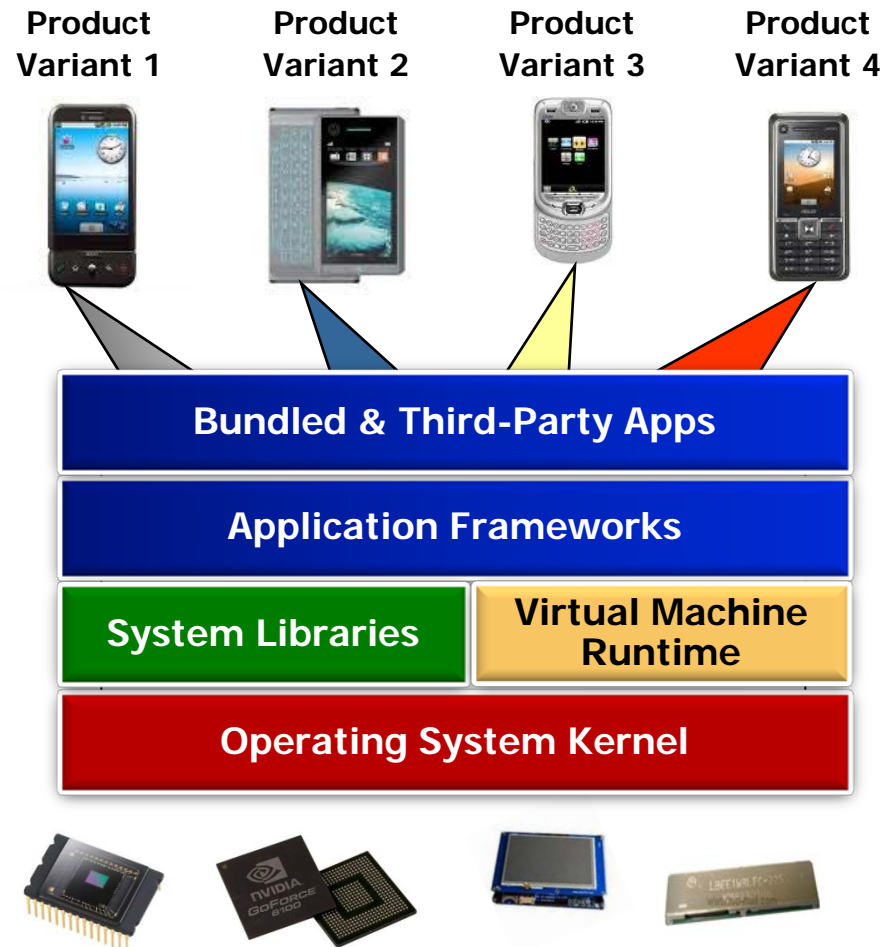 Product
Variant 1
Product
Variant 2
Product
Variant 3
Product
Variant 4
Bundled & Third-Party Apps
Application Frameworks
System Libraries
Virtual Machine
Runtime
Operating System Kernel
NVIDIA
GEFORCE
6100